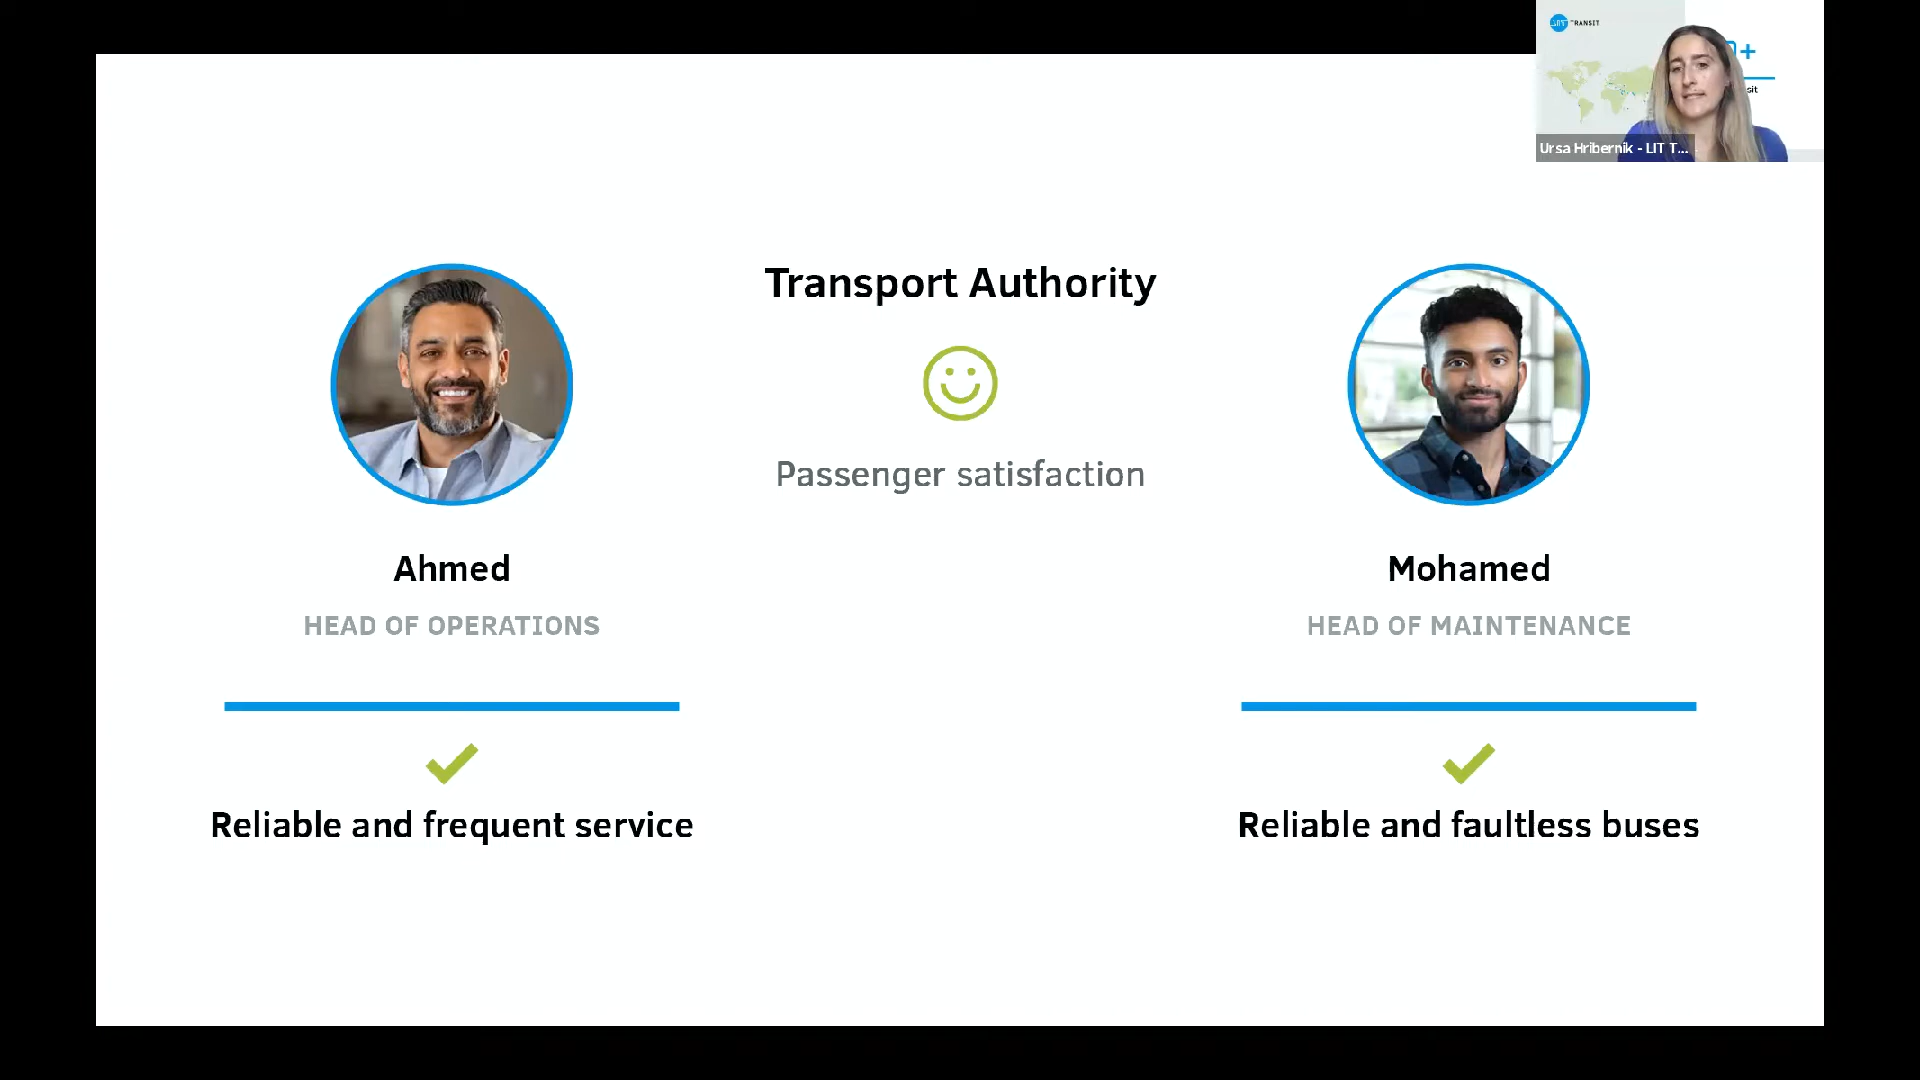 TRANSIT
Ursa Hribernik - LIT T...
Transport Authority
Passenger satisfaction
Ahmed
HEAD OF OPERATIONS
Reliable and frequent service
Mohamed
HEAD OF MAINTENANCE
Reliable and faultless buses